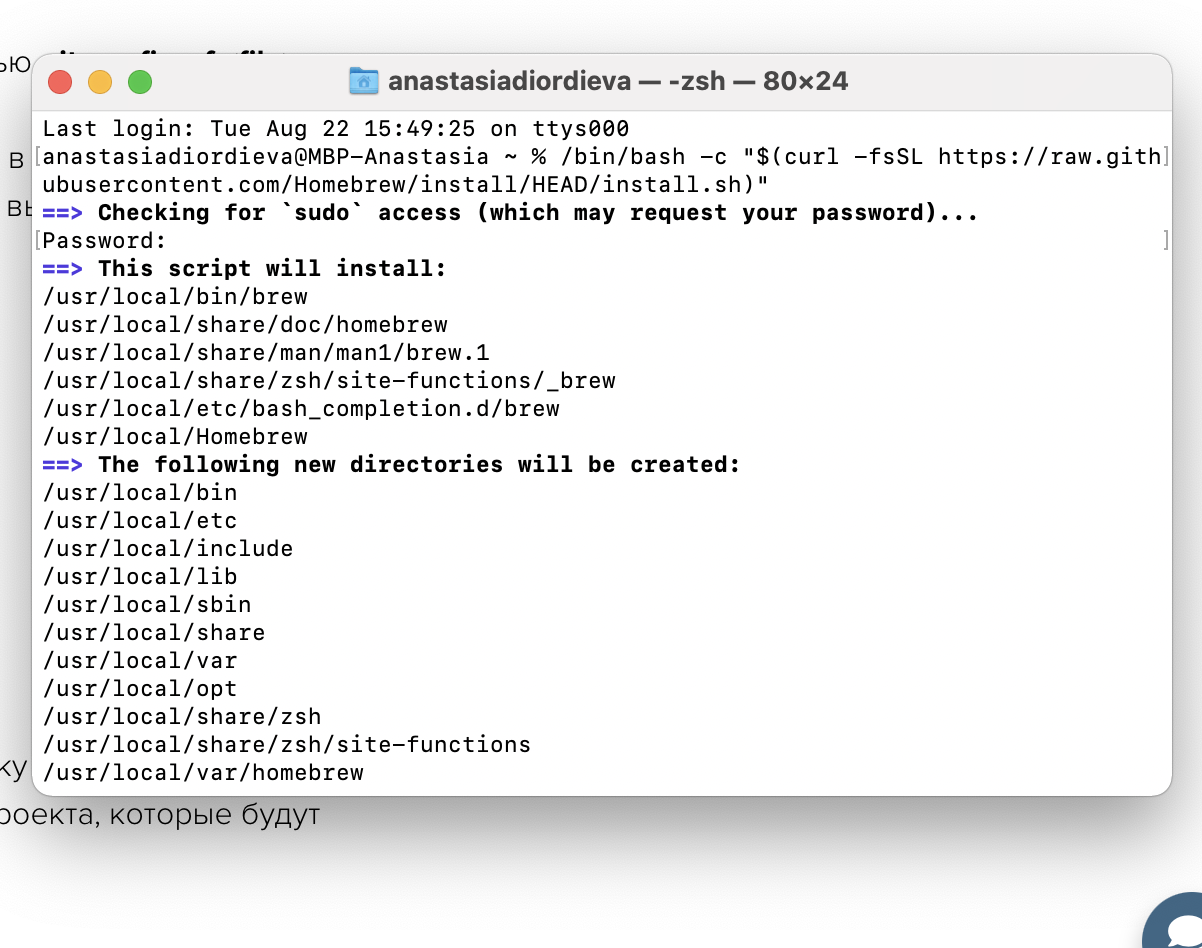 ью
anastasiadiordieva — -zsh — 80×24
Last login: Tue Aug 22 15:49:25 on ttys000
в
[anastasiadiordieva@MBP-Anastasia ~ % /bin/bash -c "$(curl -fsSL https://raw.gith]
ubusercontent.com/Homebrew/install/HEAD/install.sh)"
==> Checking for `sudo` access (which may request your password)...
[Password: ]
==> This script will install:
/usr/local/bin/brew
/usr/local/share/doc/homebrew
/usr/local/share/man/man1/brew.1
/usr/local/share/zsh/site-functions/_brew
/usr/local/etc/bash_completion.d/brew
/usr/local/Homebrew
==> The following new directories will be created:
/usr/local/bin
/usr/local/etc
/usr/local/include
/usr/local/lib
/usr/local/sbin
/usr/local/share
/usr/local/var
/usr/local/opt
/usr/local/share/zsh
/usr/local/share/zsh/site-functions
/usr/local/var/homebrew
ку
роекта, которые будут